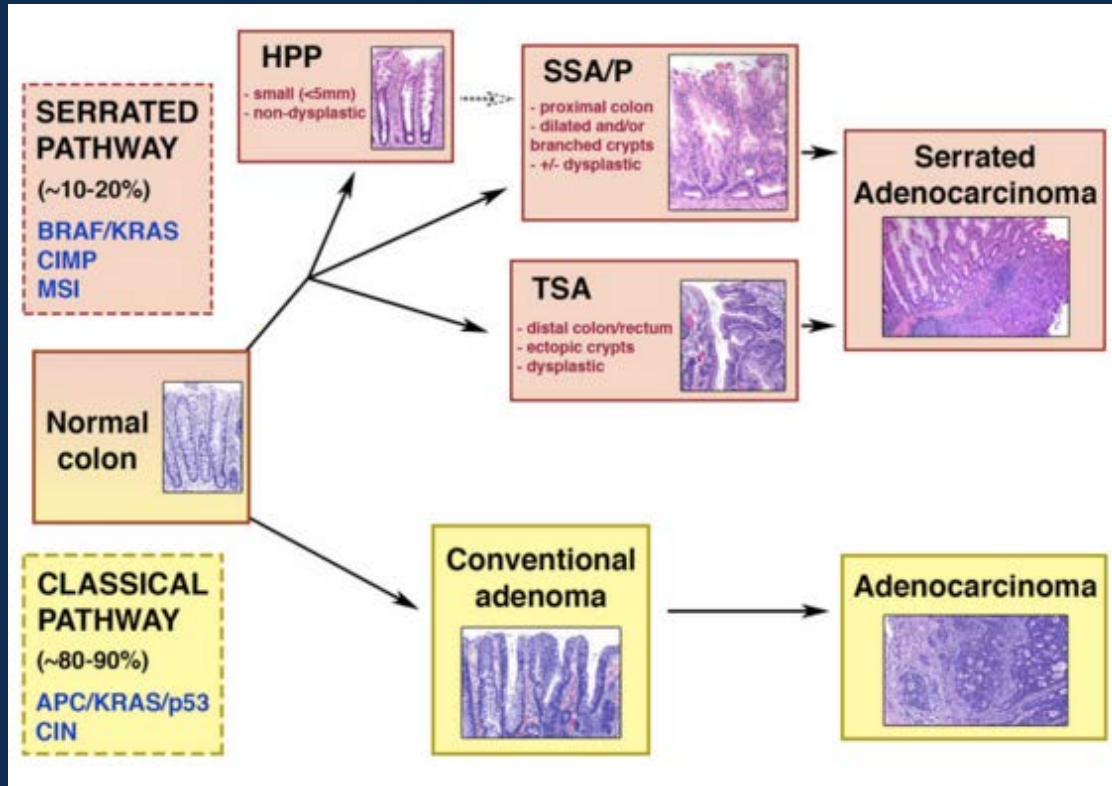 SERRATED
PATHWAY
(~10-20%)
BRAF/KRAS
CIMP
MSI
HPP
- small (<5mm)
- non-dysplastic
SSA/P
- proximal colon
- dilated and/or
branched crypts
- +/- dysplastic
TSA
- distal colon/rectum
- ectopic crypts
- dysplastic
Serrated
Adenocarcinoma
Normal
colon
CLASSICAL
PATHWAY
(~80-90%)
APC/KRAS/p53
CIN
Conventional
adenoma
Adenocarcinoma